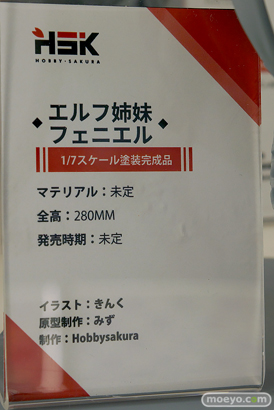 HSK
HOBBY・SAKURA
エルフ姉妹
フェニエル
1/7スケール塗装完成品
マテリアル：未定
全高：280MM
発売時期：未定
イラスト：きんく
原型制作：みず
制作：Hobbysakura
moeyo.com